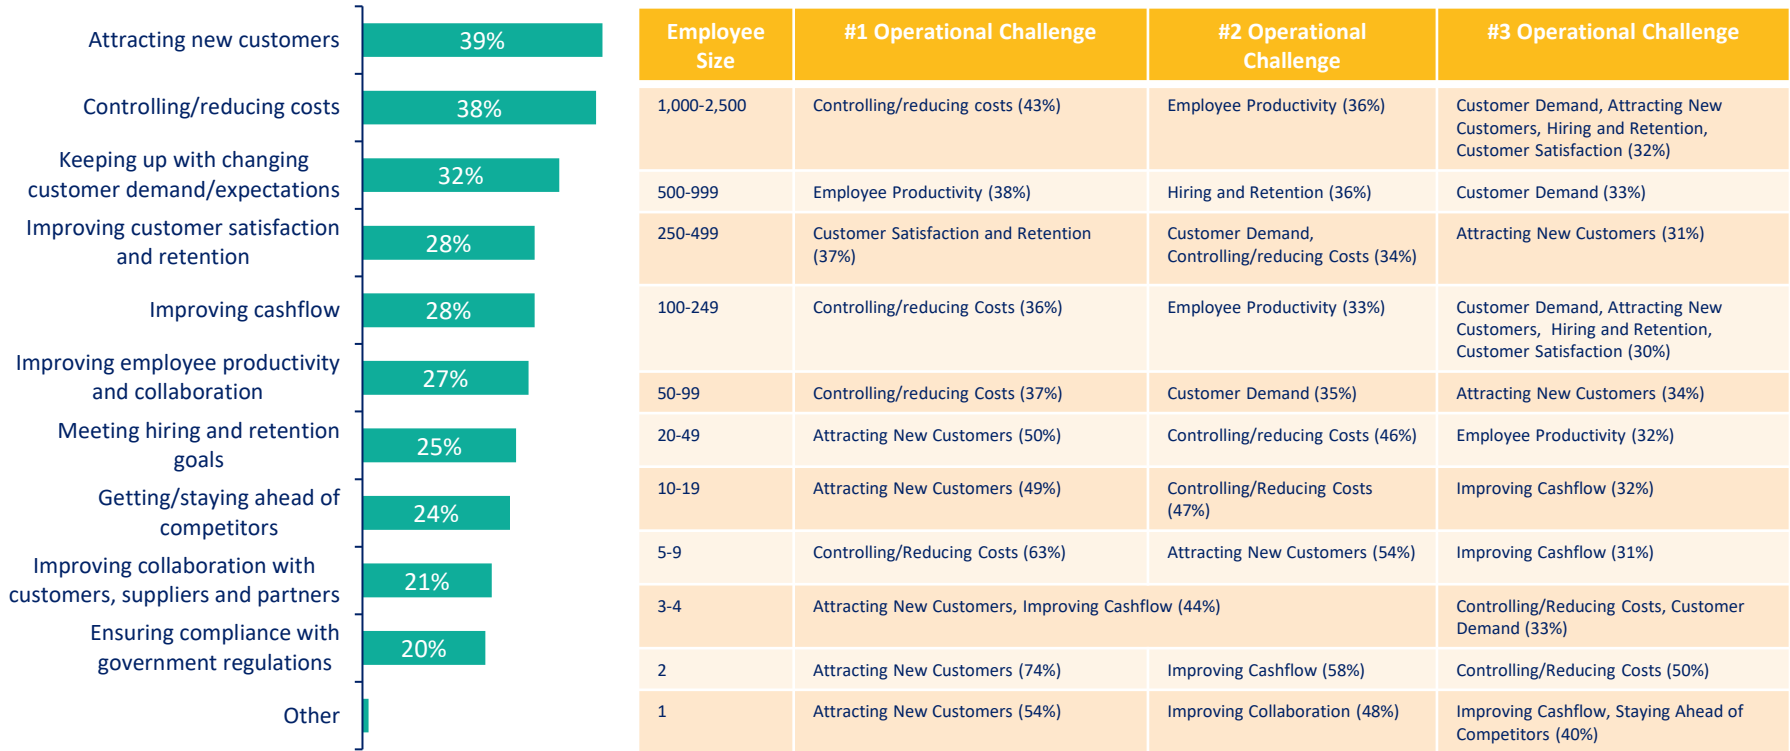 Attracting new customers
39%
Controlling/reducing costs
38%
Keeping up with changing
customer demand/expectations
32%
Improving customer satisfaction
and retention
28%
Improving cashflow
28%
Improving employee productivity
and collaboration
27%
Meeting hiring and retention
goals
25%
Getting/staying ahead of
competitors
24%
Improving collaboration with
customers, suppliers and partners
21%
Ensuring compliance with
government regulations
20%
Other
Employee
Size
#1 Operational Challenge
#2 Operational
Challenge
#3 Operational Challenge
1,000-2,500
Controlling/reducing costs (43%)
Employee Productivity (36%)
Customer Demand, Attracting New
Customers, Hiring and Retention,
Customer Satisfaction (32%)
500-999
Employee Productivity (38%)
Hiring and Retention (36%)
Customer Demand (33%)
250-499
Customer Satisfaction and Retention
(37%)
Customer Demand,
Controlling/reducing Costs (34%)
Attracting New Customers (31%)
100-249
Controlling/reducing Costs (36%)
Employee Productivity (33%)
Customer Demand, Attracting New
Customers, Hiring and Retention,
Customer Satisfaction (30%)
50-99
Controlling/reducing Costs (37%)
Customer Demand (35%)
Attracting New Customers (34%)
20-49
Attracting New Customers (50%)
Controlling/reducing Costs (46%)
Employee Productivity (32%)
10-19
Attracting New Customers (49%)
Controlling/Reducing Costs
(47%)
Improving Cashflow (32%)
5-9
Controlling/Reducing Costs (63%)
Attracting New Customers (54%)
Improving Cashflow (31%)
3-4
Attracting New Customers, Improving Cashflow (44%)
Controlling/Reducing Costs, Customer
Demand (33%)
2
Attracting New Customers (74%)
Improving Cashflow (58%)
Controlling/Reducing Costs (50%)
1
Attracting New Customers (54%)
Improving Collaboration (48%)
Improving Cashflow, Staying Ahead of
Competitors (40%)